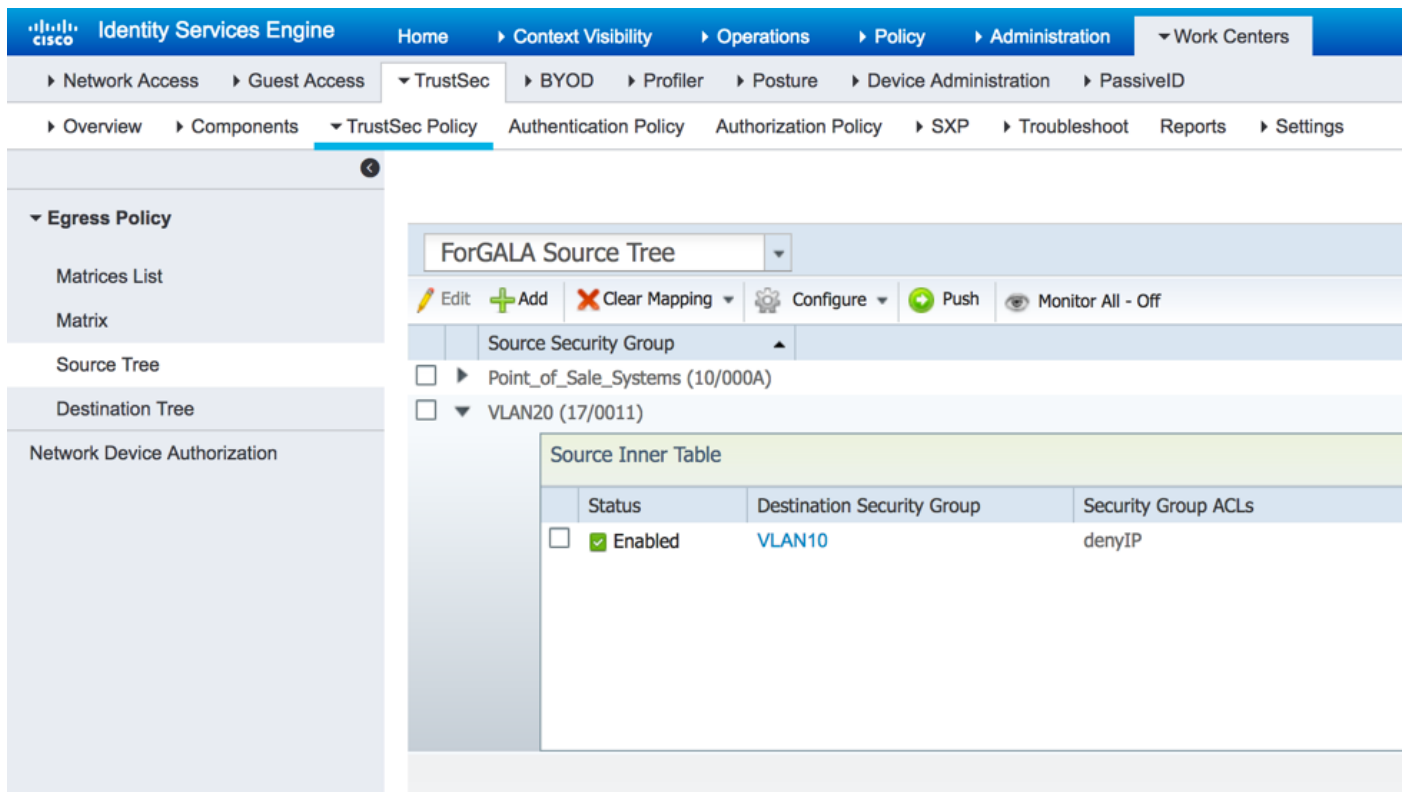 cisco Identity Services Engine Home Context Visibility Operations Policy Administration Work Centers
Network Access Guest Access TrustSec BYOD Profiler Posture Device Administration PassiveID
Overview Components TrustSec Policy Authentication Policy Authorization Policy SXP Troubleshoot Reports Settings
Egress Policy
Matrices List
Matrix
Source Tree
Destination Tree
Network Device Authorization
ForGALA Source Tree
Edit Add Clear Mapping Configure Push Monitor All - Off
Source Security Group
Point_of_Sale_Systems (10/000A)
VLAN20 (17/0011)
Source Inner Table
Status Destination Security Group Security Group ACLs
Enabled VLAN10 denyIP